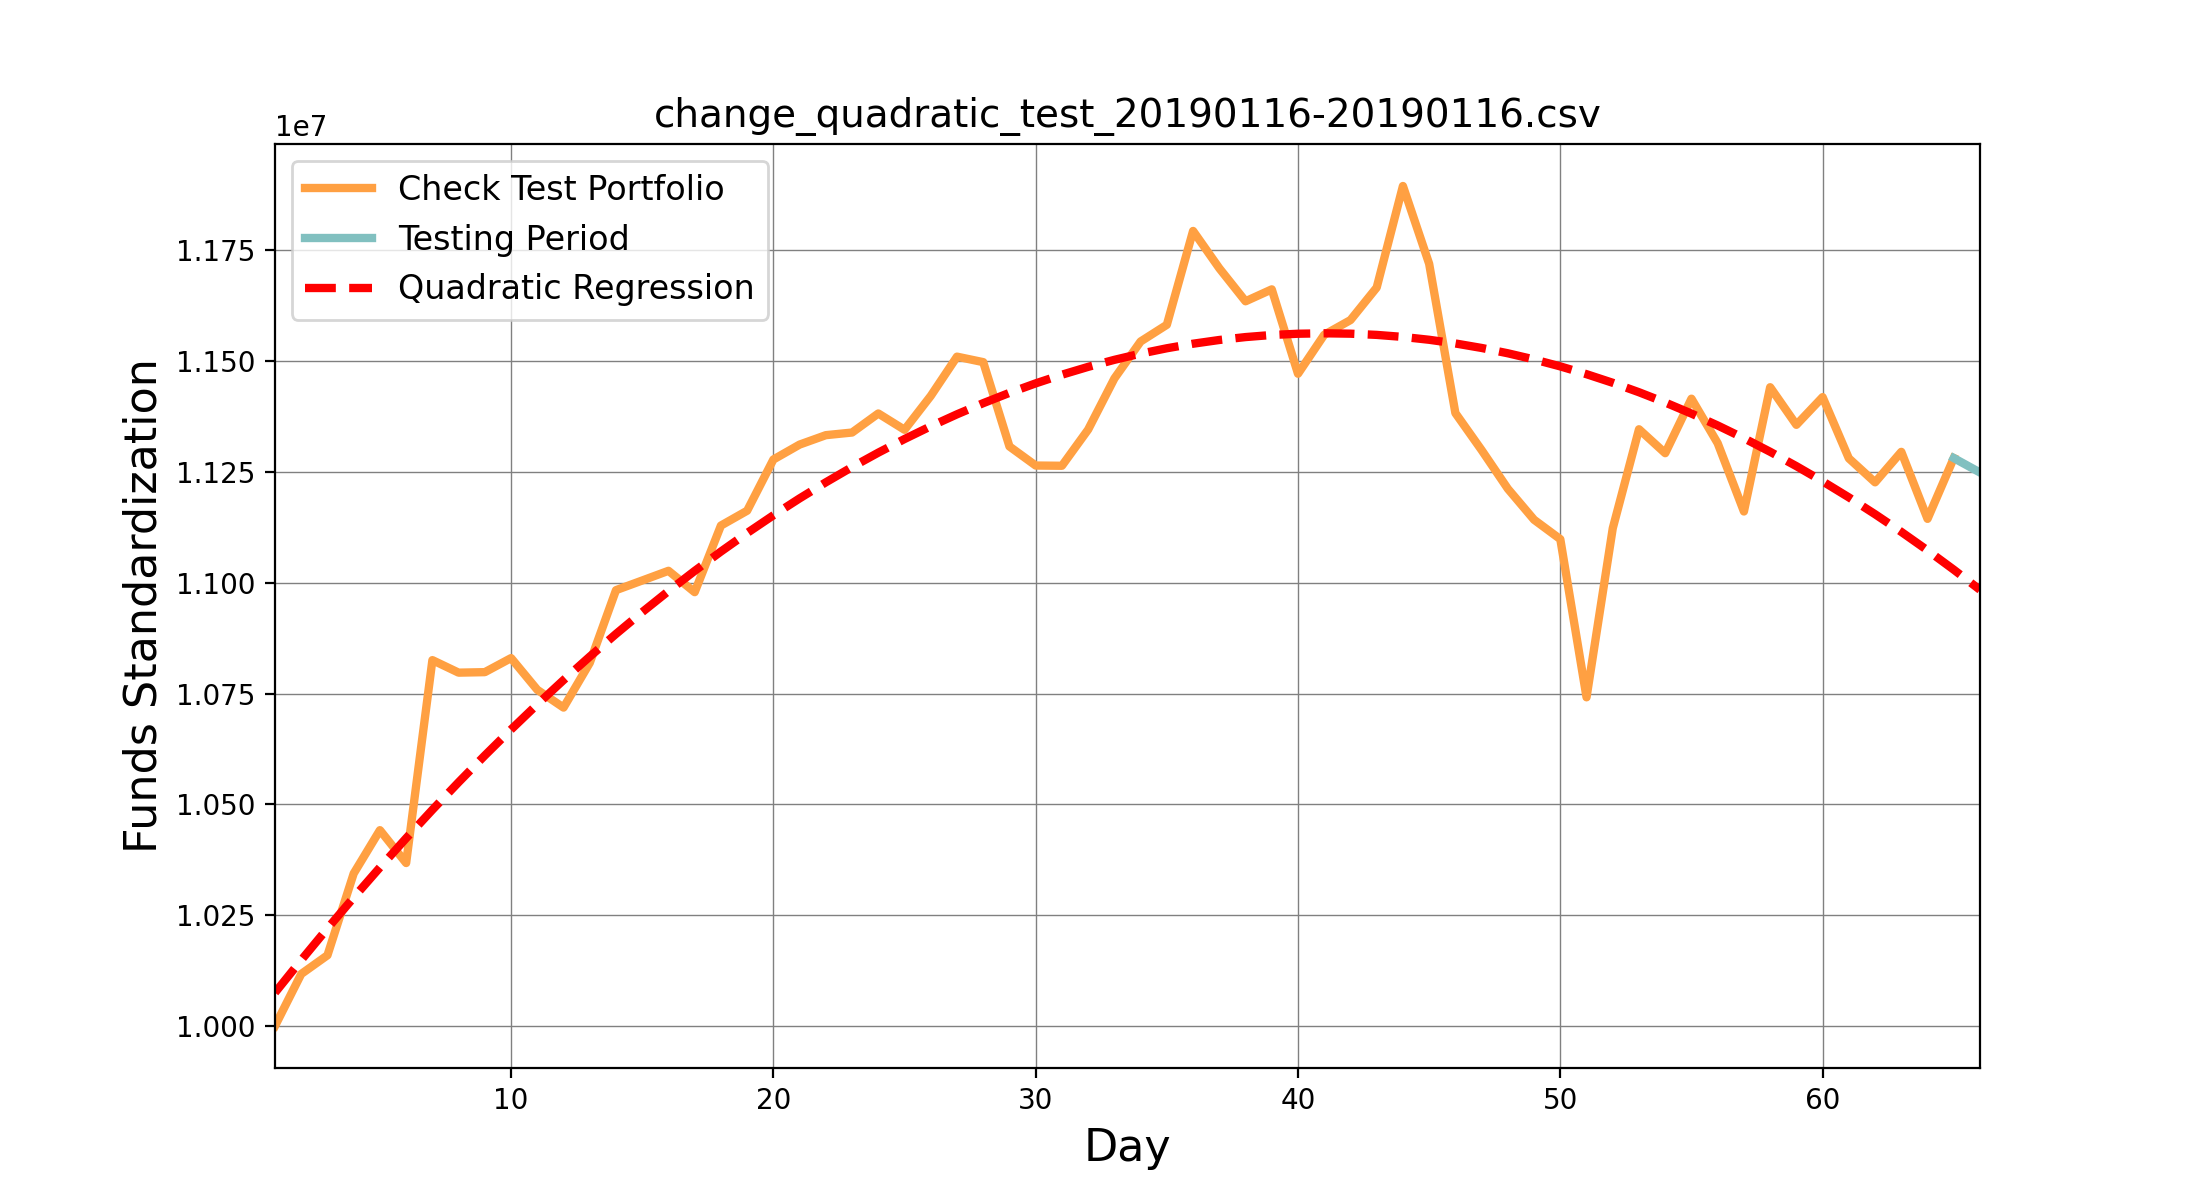 change_quadratic_test_20190116-20190116.csv
1e7
Check Test Portfolio
Testing Period
Quadratic Regression
1.175
1.150
1.125
1.100
1.075
1.050
1.025
1.000
Funds Standardization
10 20 30 40 50 60
Day